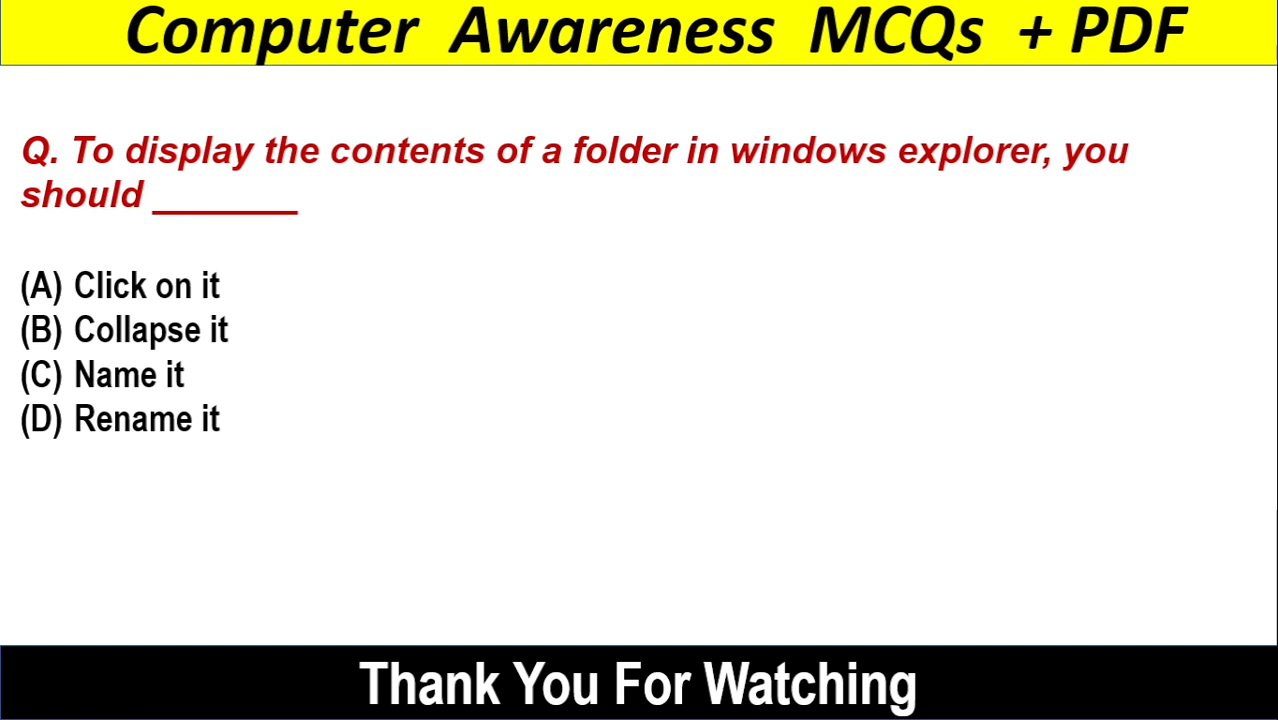 Computer Awareness MCQs + PDF
Q. To display the contents of a folder in windows explorer, you
should _______
(A) Click on it
(B) Collapse it
(C) Name it
(D) Rename it
Thank You For Watching